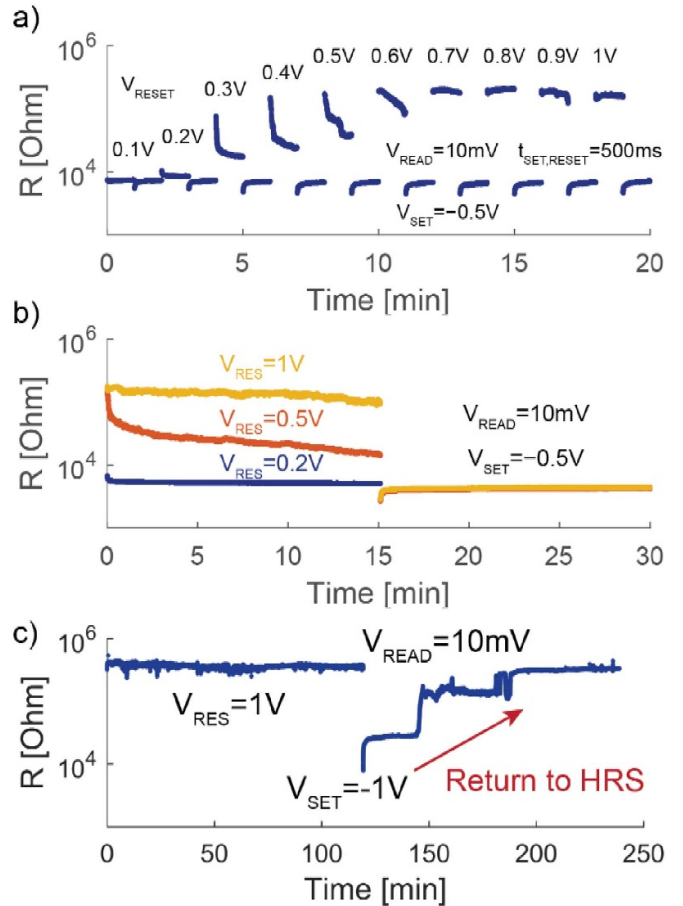 a)
10^6
0.5V 0.6V 0.7V 0.8V 0.9V 1V
0.4V
V_RESET 0.3V
0.2V
0.1V
V_READ=10mV t_SET,RESET=500ms
10^4
V_SET=−0.5V
R [Ohm]
0 5 10 15 20
Time [min]
b)
10^6
V_RES=1V
V_RES=0.5V
V_READ=10mV
V_RES=0.2V
V_SET=−0.5V
10^4
R [Ohm]
0 5 10 15 20 25 30
Time [min]
c)
10^6
V_READ=10mV
V_RES=1V
10^4
V_SET=-1V
Return to HRS
R [Ohm]
0 50 100 150 200 250
Time [min]